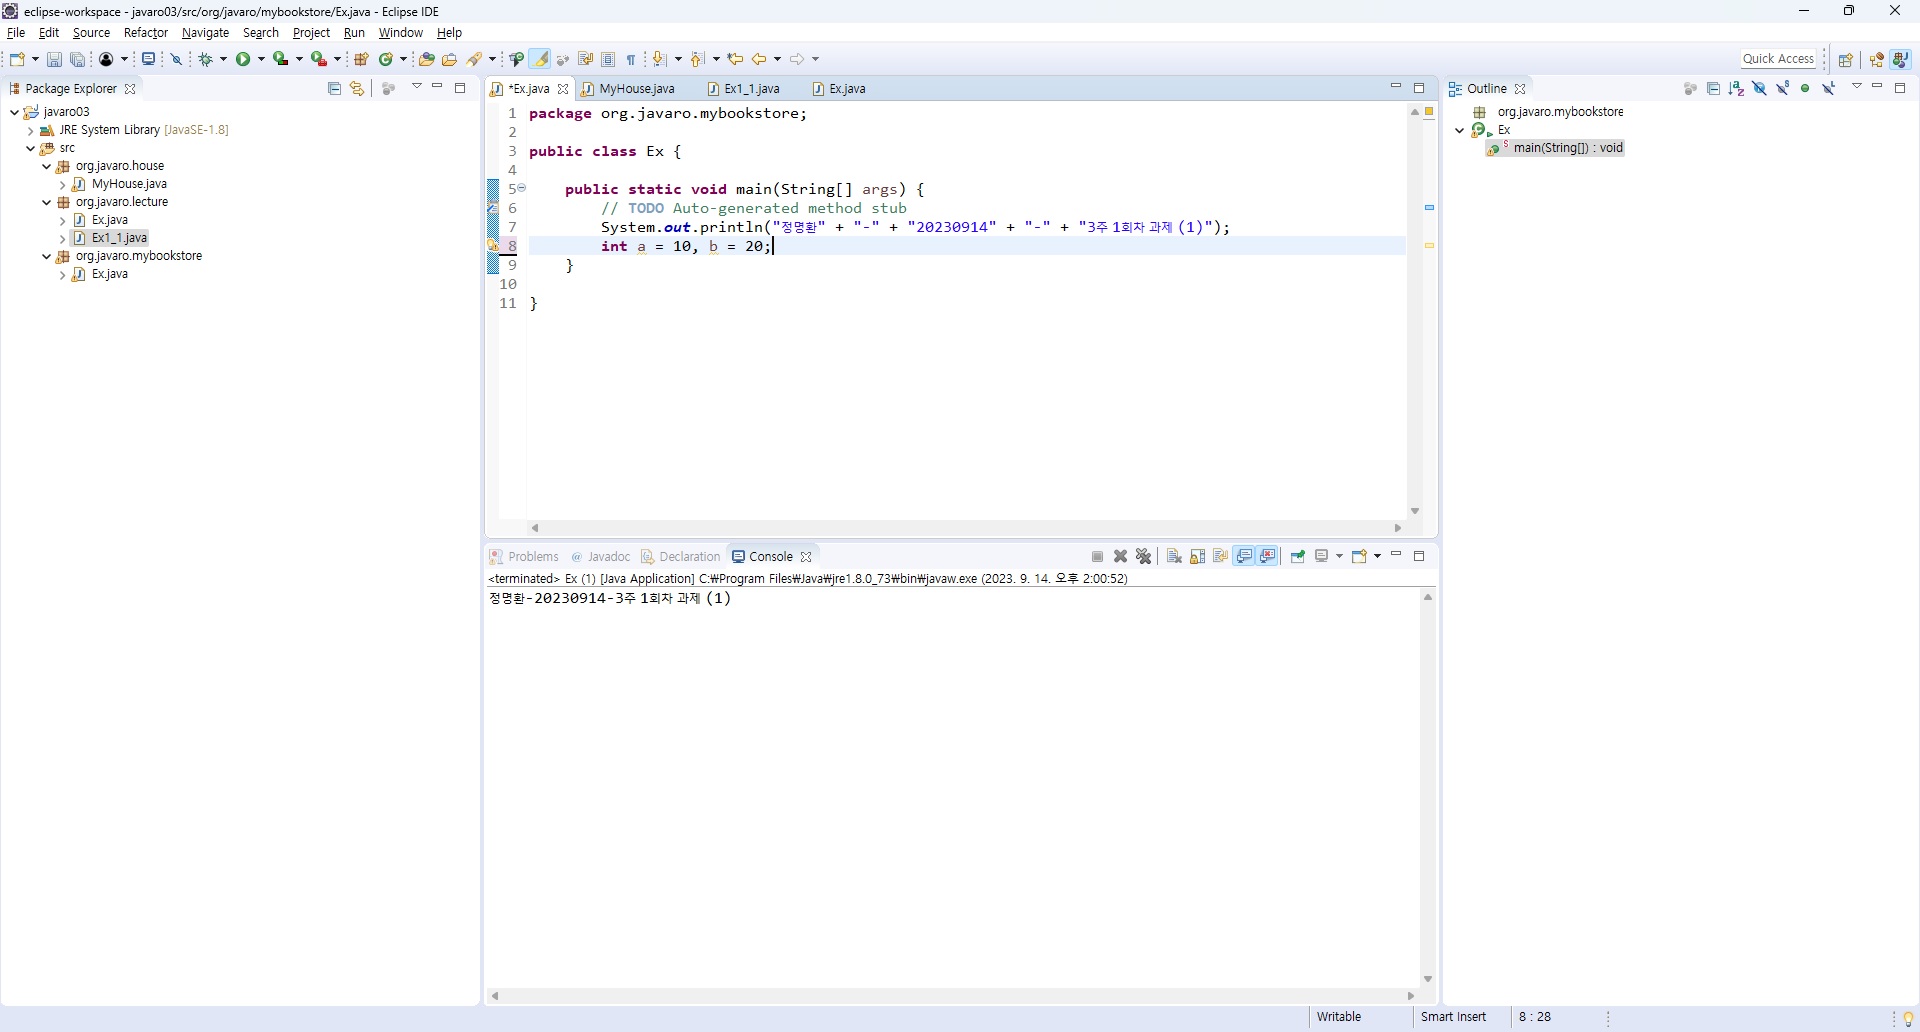 eclipse-workspace - javaro03/src/org/javaro/mybookstore/Ex.java - Eclipse IDE
File Edit Source Refactor Navigate Search Project Run Window Help
Quick Access
Package Explorer
javaro03
JRE System Library [JavaSE-1.8]
src
org.javaro.house
MyHouse.java
org.javaro.lecture
Ex.java
Ex1_1.java
org.javaro.mybookstore
Ex.java
*Ex.java MyHouse.java Ex1_1.java Ex.java
1 package org.javaro.mybookstore;
2
3 public class Ex {
4
5 public static void main(String[] args) {
6 // TODO Auto-generated method stub
7 System.out.println("정명환" + "-" + "20230914" + "-" + "3주 1회차 과제 (1)");
8 int a = 10, b = 20;
9 }
10
11 }
Problems @ Javadoc Declaration Console
<terminated> Ex (1) [Java Application] C:₩Program Files₩Java₩jre1.8.0_73₩bin₩javaw.exe (2023. 9. 14. 오후 2:00:52)
정명환-20230914-3주 1회차 과제 (1)
Outline
org.javaro.mybookstore
Ex
main(String[]) : void
Writable Smart Insert 8 : 28